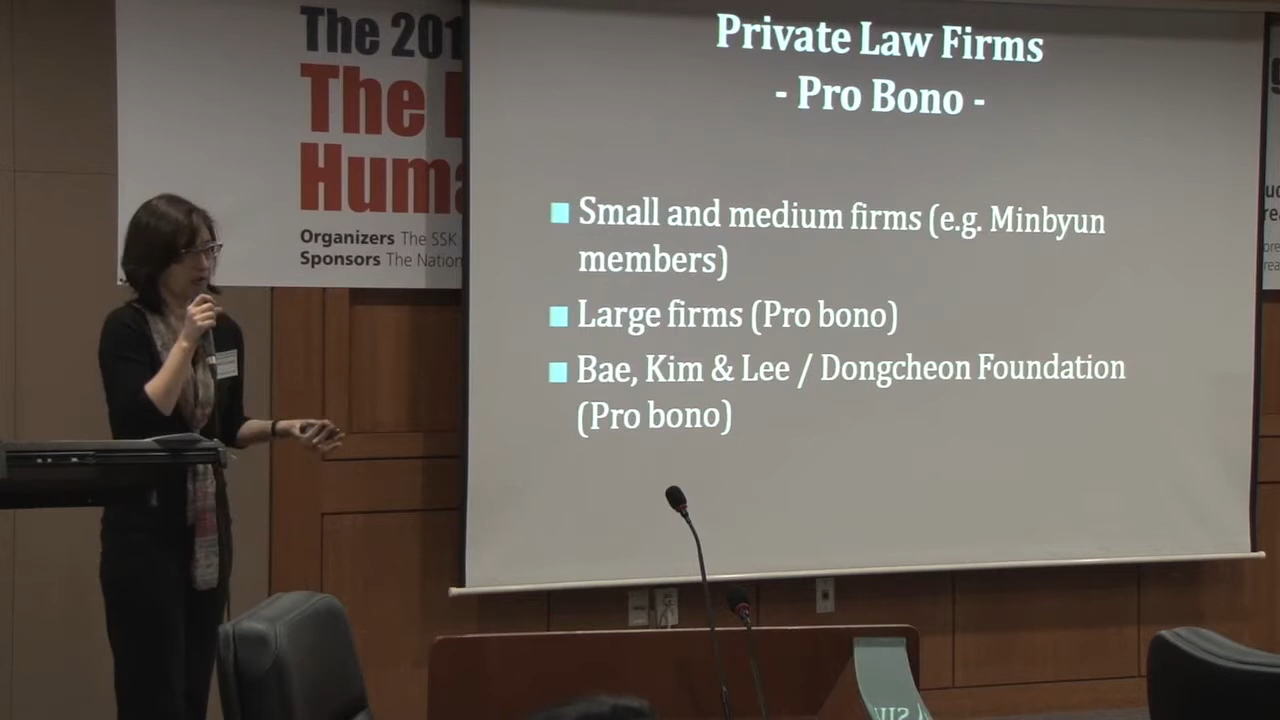 The 201
The
Huma
Organizers The SSK
Sponsors The Nation
Private Law Firms
- Pro Bono -
Small and medium firms (e.g. Minbyun
members)
Large firms (Pro bono)
Bae, Kim & Lee / Dongcheon Foundation
(Pro bono)